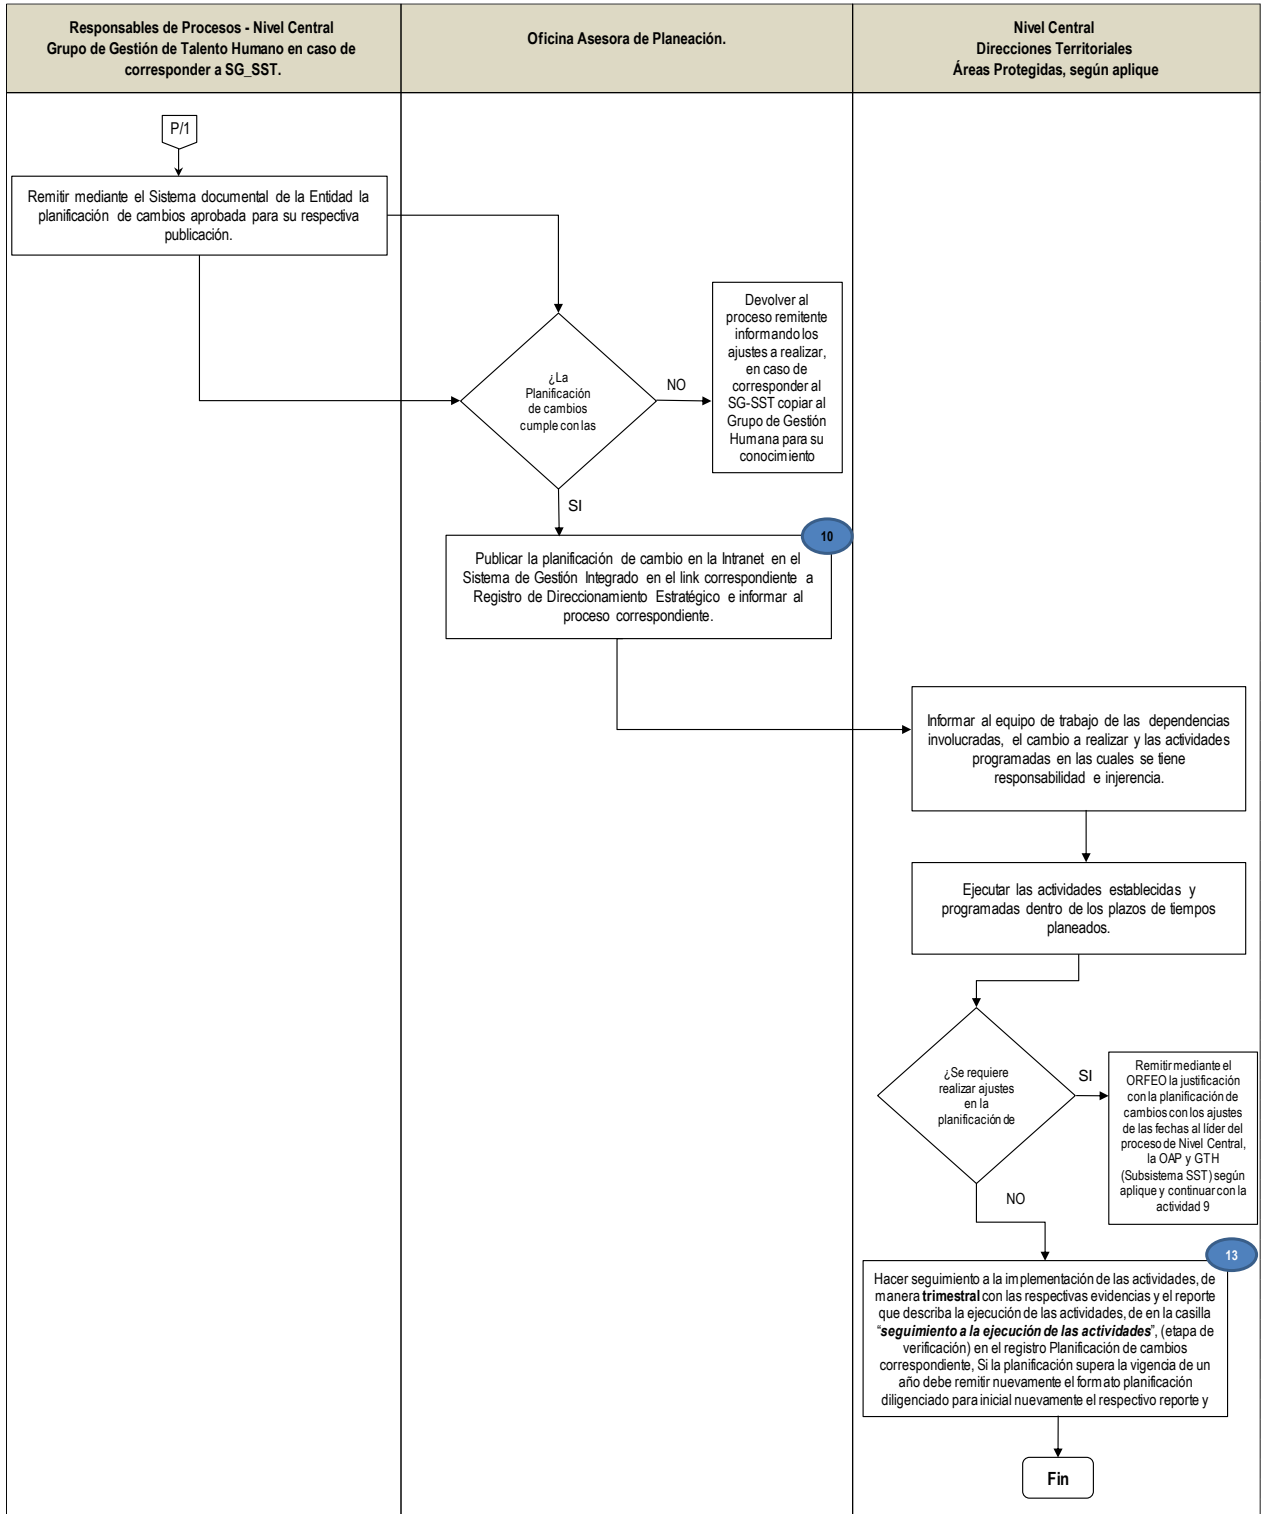 Responsables de Procesos - Nivel Central
Grupo de Gestión de Talento Humano en caso de
corresponder a SG_SST.
Oficina Asesora de Planeación.
Nivel Central
Direcciones Territoriales
Áreas Protegidas, según aplique
P/1
Remitir mediante el Sistema documental de la Entidad la
planificación de cambios aprobada para su respectiva
publicación.
¿La
Planificación
de cambios
cumple con las
NO
Devolver al
proceso remitente
informando los
ajustes a realizar,
en caso de
corresponder al
SG-SST copiar al
Grupo de Gestión
Humana para su
conocimiento
SI
10
Publicar la planificación de cambio en la Intranet en el
Sistema de Gestión Integrado en el link correspondiente a
Registro de Direccionamiento Estratégico e informar al
proceso correspondiente.
Informar al equipo de trabajo de las dependencias
involucradas, el cambio a realizar y las actividades
programadas en las cuales se tiene
responsabilidad e injerencia.
Ejecutar las actividades establecidas y
programadas dentro de los plazos de tiempos
planeados.
¿Se requiere
realizar ajustes
en la
planificación de
SI
Remitir mediante el
ORFEO la justificación
con la planificación de
cambios con los ajustes
de las fechas al líder del
proceso de Nivel Central,
la OAP y GTH
(Subsistema SST) según
aplique y continuar con la
actividad 9
NO
13
Hacer seguimiento a la implementación de las actividades, de
manera trimestral con las respectivas evidencias y el reporte
que describa la ejecución de las actividades, de en la casilla
“seguimiento a la ejecución de las actividades”, (etapa de
verificación) en el registro Planificación de cambios
correspondiente, Si la planificación supera la vigencia de un
año debe remitir nuevamente el formato planificación
diligenciado para inicial nuevamente el respectivo reporte y
Fin